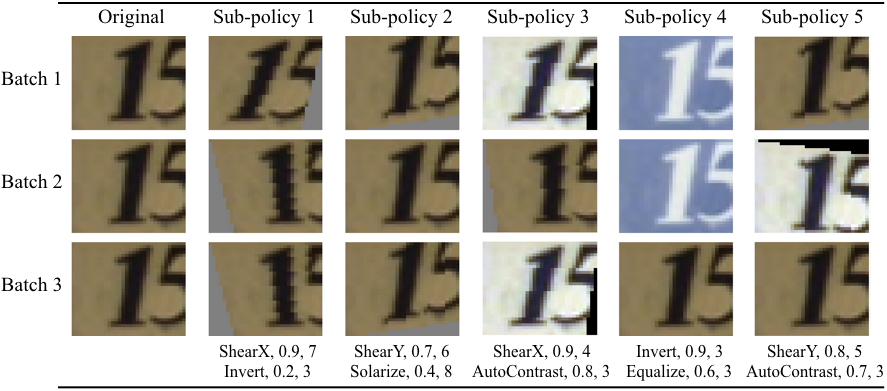 Original Sub-policy 1 Sub-policy 2 Sub-policy 3 Sub-policy 4 Sub-policy 5
Batch 1 15 15 15 15 15 15
Batch 2 15 15 15 15 15 15
Batch 3 15 15 15 15 15 15
ShearX, 0.9, 7 ShearY, 0.7, 6 ShearX, 0.9, 4 Invert, 0.9, 3 ShearY, 0.8, 5
Invert, 0.2, 3 Solarize, 0.4, 8 AutoContrast, 0.8, 3 Equalize, 0.6, 3 AutoContrast, 0.7, 3